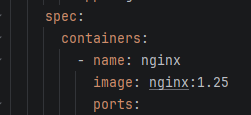 spec:
containers:
- name: nginx
image: nginx:1.25
ports: